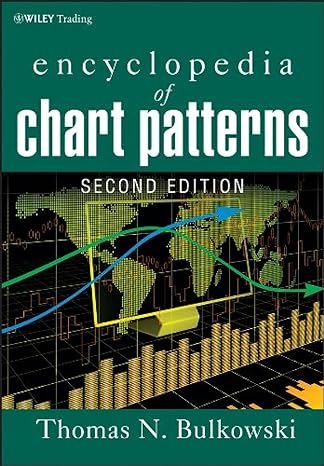 WILEY Trading
encyclopedia
of
chart patterns
SECOND EDITION
Thomas N. Bulkowski